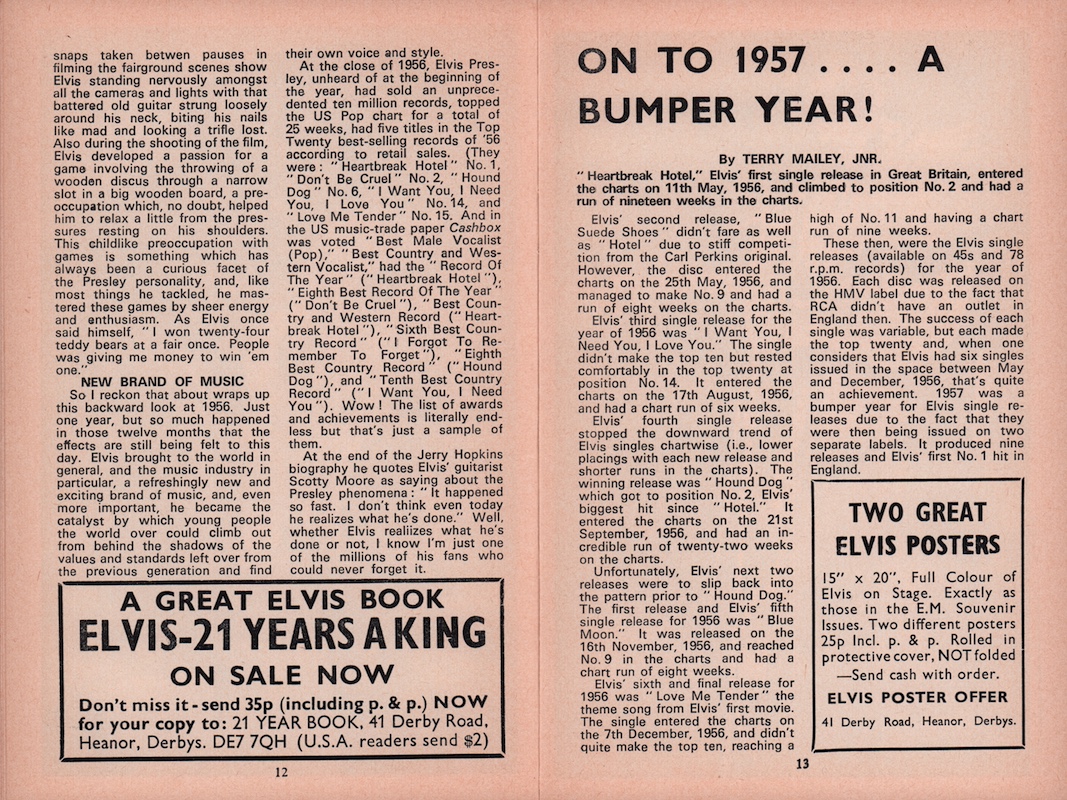 snaps taken betwen pauses in
filming the fairground scenes show
Elvis standing nervously amongst
all the cameras and lights with that
battered old guitar strung loosely
around his neck, biting his nails
like mad and looking a trifle lost.
Also during the shooting of the film,
Elvis developed a passion for a
game involving the throwing of a
wooden discus through a narrow
slot in a big wooden board, a pre-
occupation which, no doubt, helped
him to relax a little from the pres-
sures resting on his shoulders.
This childlike preoccupation with
games is something which has
always been a curious facet of
the Presley personality, and, like
most things he tackled, he mas-
tered these games by sheer energy
and enthusiasm. As Elvis once
said himself, "I won twenty-four
teddy bears at a fair once. People
was giving me money to win 'em
one."
NEW BRAND OF MUSIC
So I reckon that about wraps up
this backward look at 1956. Just
one year, but so much happened
in those twelve months that the
effects are still being felt to this
day. Elvis brought to the world in
general, and the music industry in
particular, a refreshingly new and
exciting brand of music, and, even
more important, he became the
catalyst by which young people
the world over could climb out
from behind the shadows of the
values and standards left over from
the previous generation and find
their own voice and style.
At the close of 1956, Elvis Pres-
ley, unheard of at the beginning of
the year, had sold an unprece-
dented ten million records, topped
the US Pop chart for a total of
25 weeks, had five titles in the Top
Twenty best-selling records of '56
according to retail sales. (They
were: "Heartbreak Hotel" No. 1,
"Don't Be Cruel" No. 2, "Hound
Dog" No. 6, "I Want You, I Need
You, I Love You" No. 14, and
"Love Me Tender" No. 15. And in
the US music-trade paper Cashbox
was voted "Best Male Vocalist
(Pop)," "Best Country and Wes-
tern Vocalist," had the "Record Of
The Year" ("Heartbreak Hotel"),
"Eighth Best Record Of The Year"
("Don't Be Cruel"), "Best Coun-
try and Western Record ("Heart-
break Hotel"), "Sixth Best Coun-
try Record" ("I Forgot To Re-
member To Forget"), "Eighth
Best Country Record" ("Hound
Dog"), and "Tenth Best Country
Record" ("I Want You, I Need
You"). Wow! The list of awards
and achievements is literally end-
less but that's just a sample of
them.
At the end of the Jerry Hopkins
biography he quotes Elvis' guitarist
Scotty Moore as saying about the
Presley phenomena: "It happened
so fast. I don't think even today
he realizes what he's done." Well,
whether Elvis realiizes what he's
done or not, I know I'm just one
of the millions of his fans who
could never forget it.
A GREAT ELVIS BOOK
ELVIS-21 YEARS A KING
ON SALE NOW
Don't miss it - send 35p (including p. & p.) NOW
for your copy to: 21 YEAR BOOK, 41 Derby Road,
Heanor, Derbys. DE7 7QH (U.S.A. readers send $2)
12
ON TO 1957 . . . . A
BUMPER YEAR!
By TERRY MAILEY, JNR.
"Heartbreak Hotel," Elvis' first single release in Great Britain, entered
the charts on 11th May, 1956, and climbed to position No. 2 and had a
run of nineteen weeks in the charts.
Elvis' second release, "Blue
Suede Shoes" didn't fare as well
as "Hotel" due to stiff competi-
tion from the Carl Perkins original.
However, the disc entered the
charts on the 25th May, 1956, and
managed to make No. 9 and had a
run of eight weeks on the charts.
Elvis' third single release for the
year of 1956 was "I Want You, I
Need You, I Love You." The single
didn't make the top ten but rested
comfortably in the top twenty at
position No. 14. It entered the
charts on the 17th August, 1956,
and had a chart run of six weeks.
Elvis' fourth single release
stopped the downward trend of
Elvis singles chartwise (i.e., lower
placings with each new release and
shorter runs in the charts). The
winning release was "Hound Dog"
which got to position No. 2, Elvis'
biggest hit since "Hotel." It
entered the charts on the 21st
September, 1956, and had an in-
credible run of twenty-two weeks
on the charts.
Unfortunately, Elvis' next two
releases were to slip back into
the pattern prior to "Hound Dog."
The first release and Elvis' fifth
single release for 1956 was "Blue
Moon." It was released on the
16th November, 1956, and reached
No. 9 in the charts and had a
chart run of eight weeks.
Elvis' sixth and final release for
1956 was "Love Me Tender" the
theme song from Elvis' first movie.
The single entered the charts on
the 7th December, 1956, and didn't
quite make the top ten, reaching a
high of No. 11 and having a chart
run of nine weeks.
These then, were the Elvis single
releases (available on 45s and 78
r.p.m. records) for the year of
1956. Each disc was released on
the HMV label due to the fact that
RCA didn't have an outlet in
England then. The success of each
single was variable, but each made
the top twenty and, when one
considers that Elvis had six singles
issued in the space between May
and December, 1956, that's quite
an achievement. 1957 was a
bumper year for Elvis single re-
leases due to the fact that they
were then being issued on two
separate labels. It produced nine
releases and Elvis' first No. 1 hit in
England.
TWO GREAT
ELVIS POSTERS
15" x 20", Full Colour of
Elvis on Stage. Exactly as
those in the E.M. Souvenir
Issues. Two different posters
25p Incl. p. & p. Rolled in
protective cover, NOT folded
—Send cash with order.
ELVIS POSTER OFFER
41 Derby Road, Heanor, Derbys.
13